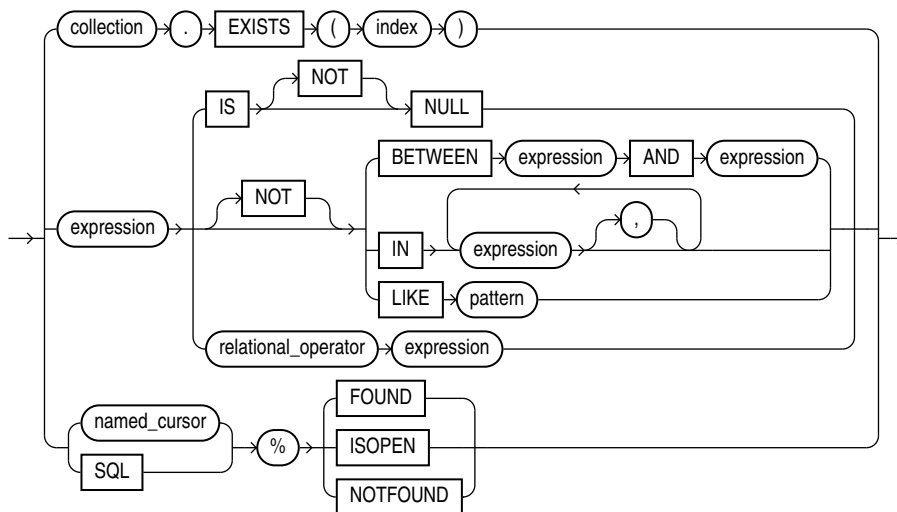 collection . EXISTS ( index )
NOT
IS NULL
BETWEEN expression AND expression
NOT
,
expression
IN expression
LIKE pattern
relational_operator expression
FOUND
named_cursor
% ISOPEN
SQL
NOTFOUND